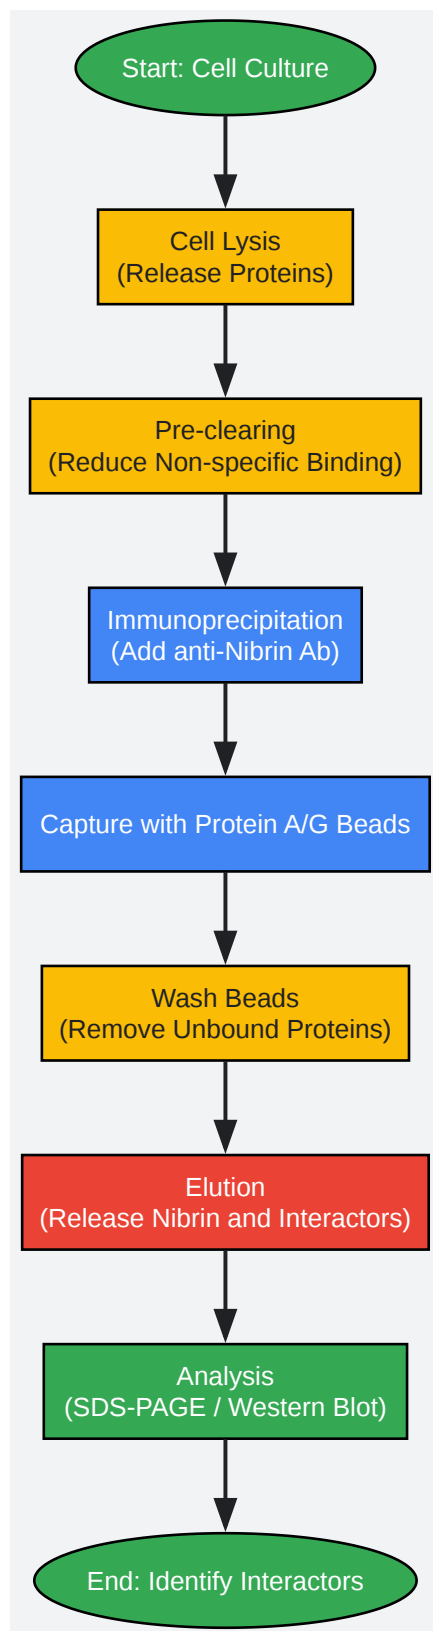 Start: Cell Culture
Cell Lysis
(Release Proteins)
Pre-clearing
(Reduce Non-specific Binding)
Immunoprecipitation
(Add anti-Nibrin Ab)
Capture with Protein A/G Beads
Wash Beads
(Remove Unbound Proteins)
Elution
(Release Nibrin and Interactors)
Analysis
(SDS-PAGE / Western Blot)
End: Identify Interactors